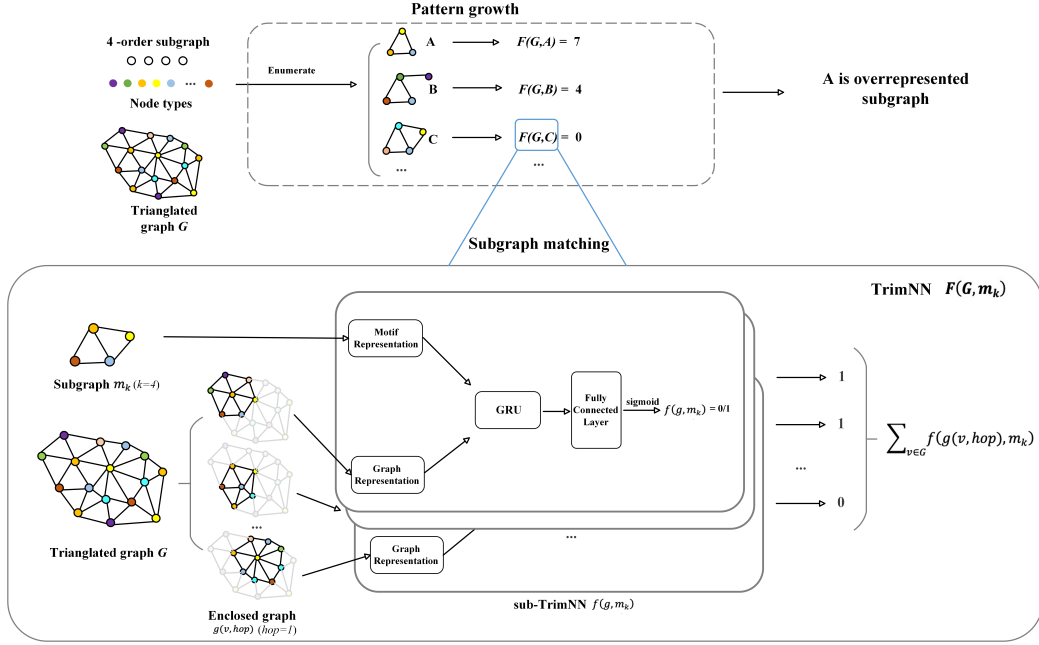 Pattern growth
4 -order subgraph
...
Node types
Trianglated
graph G
Enumerate
A
F(G,A) = 7
B
F(G,B) = 4
C
F(G,C) = 0
...
...
A is overrepresented
subgraph
Subgraph matching
TrimNN F(G, m_k)
Subgraph m_k (k=4)
Trianglated graph G
...
Enclosed graph
g(v, hop) (hop=1)
Motif
Representation
Graph
Representation
GRU
Fully
Connected
Layer
sigmoid
f(g, m_k) = 0/1
Graph
Representation
...
sub-TrimNN f(g, m_k)
1
1
...
0
∑_{v∈G} f(g(v, hop), m_k)